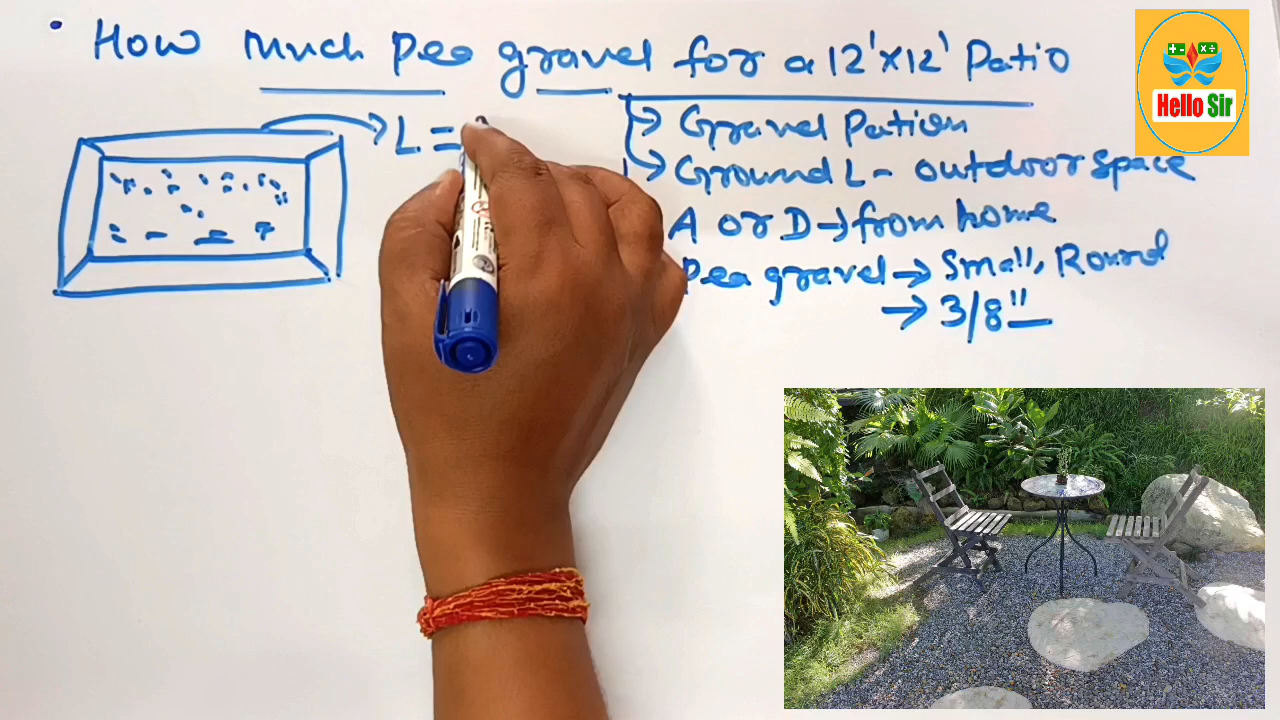 • How Much Pea gravel for a 12'x12' Patio
Hello Sir
L =
→ Gravel Pation
→ Ground L - outdoor space
A or D → from home
Pea gravel → Small, Round
→ 3/8"